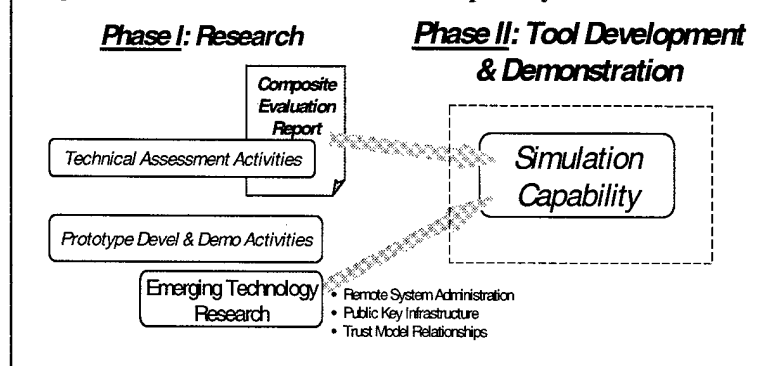 Phase I: Research
Phase II: Tool Development
& Demonstration
Composite
Evaluation
Report
Technical Assessment Activities
Simulation
Capability
Prototype Devel & Demo Activities
Emerging Technology
Research
• Remote System Administration
• Public Key Infrastructure
• Trust Model Relationships